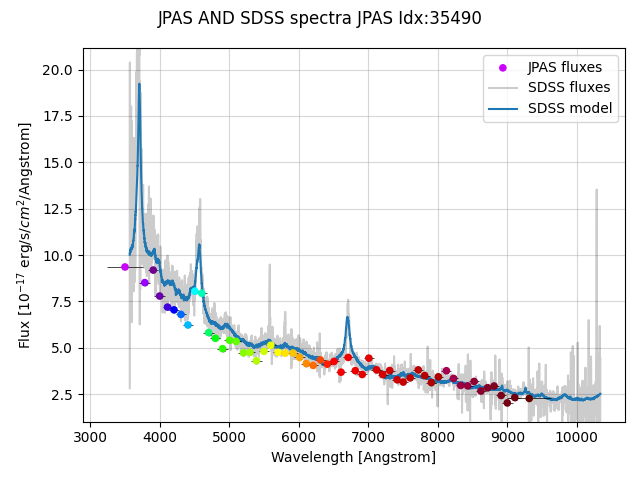 JPAS AND SDSS spectra JPAS Idx:35490
JPAS fluxes
SDSS fluxes
SDSS model
20.0
17.5
15.0
12.5
10.0
7.5
5.0
2.5
Flux [10⁻¹⁷ erg/s/cm²/Angstrom]
3000 4000 5000 6000 7000 8000 9000 10000
Wavelength [Angstrom]